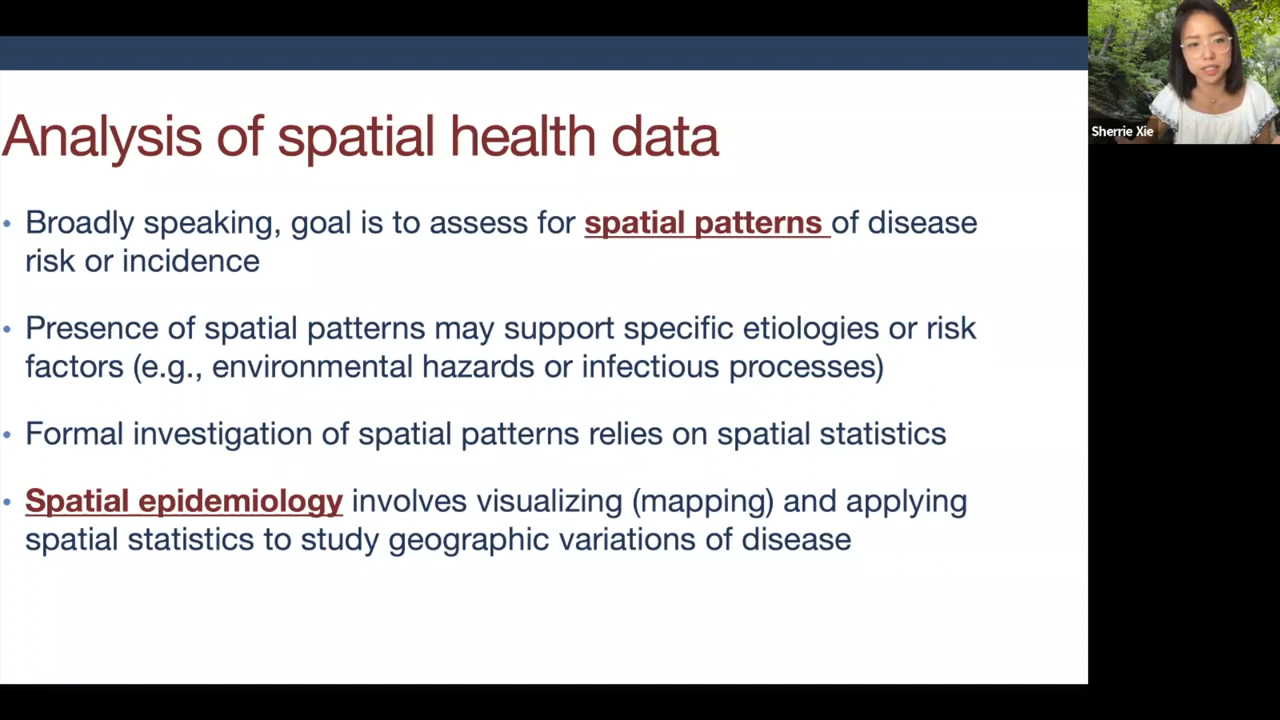 Analysis of spatial health data
• Broadly speaking, goal is to assess for spatial patterns of disease
risk or incidence
• Presence of spatial patterns may support specific etiologies or risk
factors (e.g., environmental hazards or infectious processes)
• Formal investigation of spatial patterns relies on spatial statistics
• Spatial epidemiology involves visualizing (mapping) and applying
spatial statistics to study geographic variations of disease
Sherrie Xie